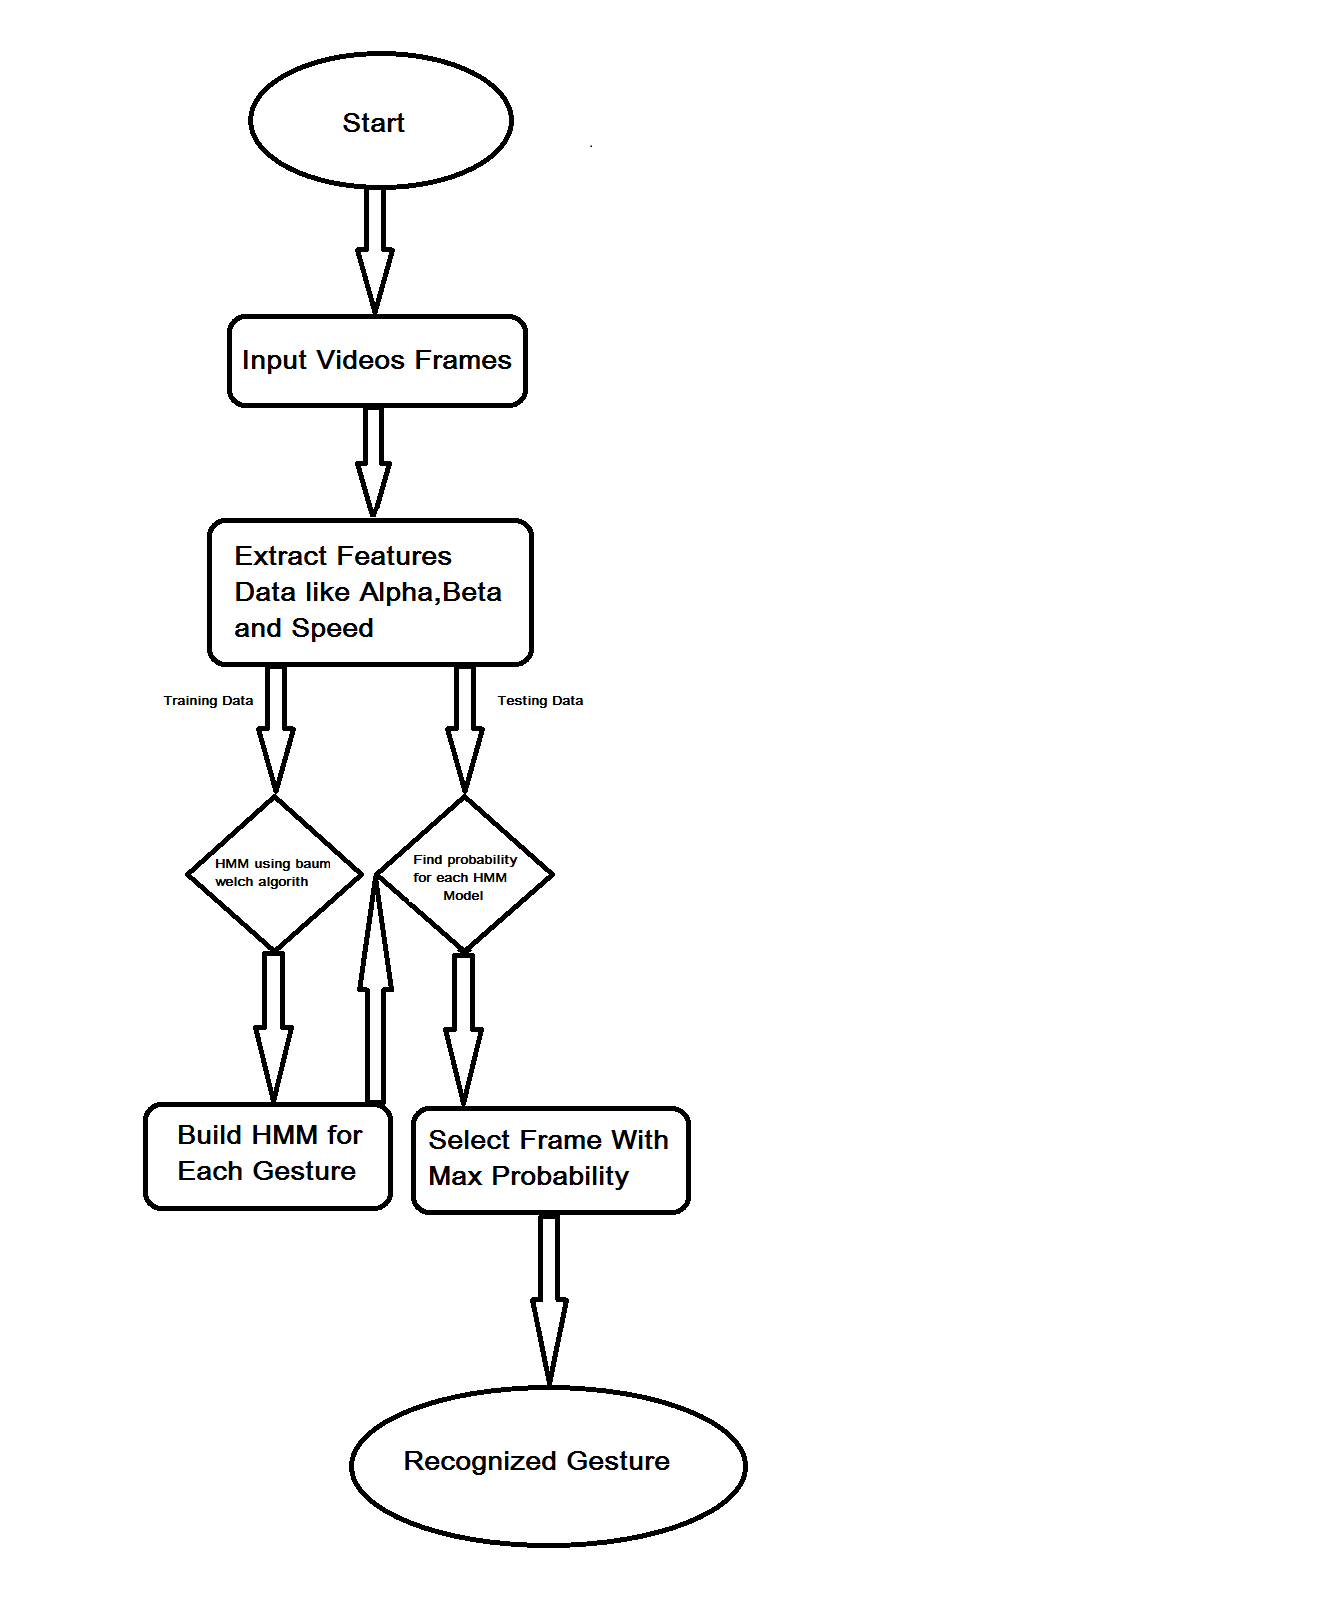 Start
Input Videos Frames
Extract Features
Data like Alpha,Beta
and Speed
Training Data
Testing Data
HMM using baum
welch algorith
Find probability
for each HMM
Model
Build HMM for
Each Gesture
Select Frame With
Max Probability
Recognized Gesture